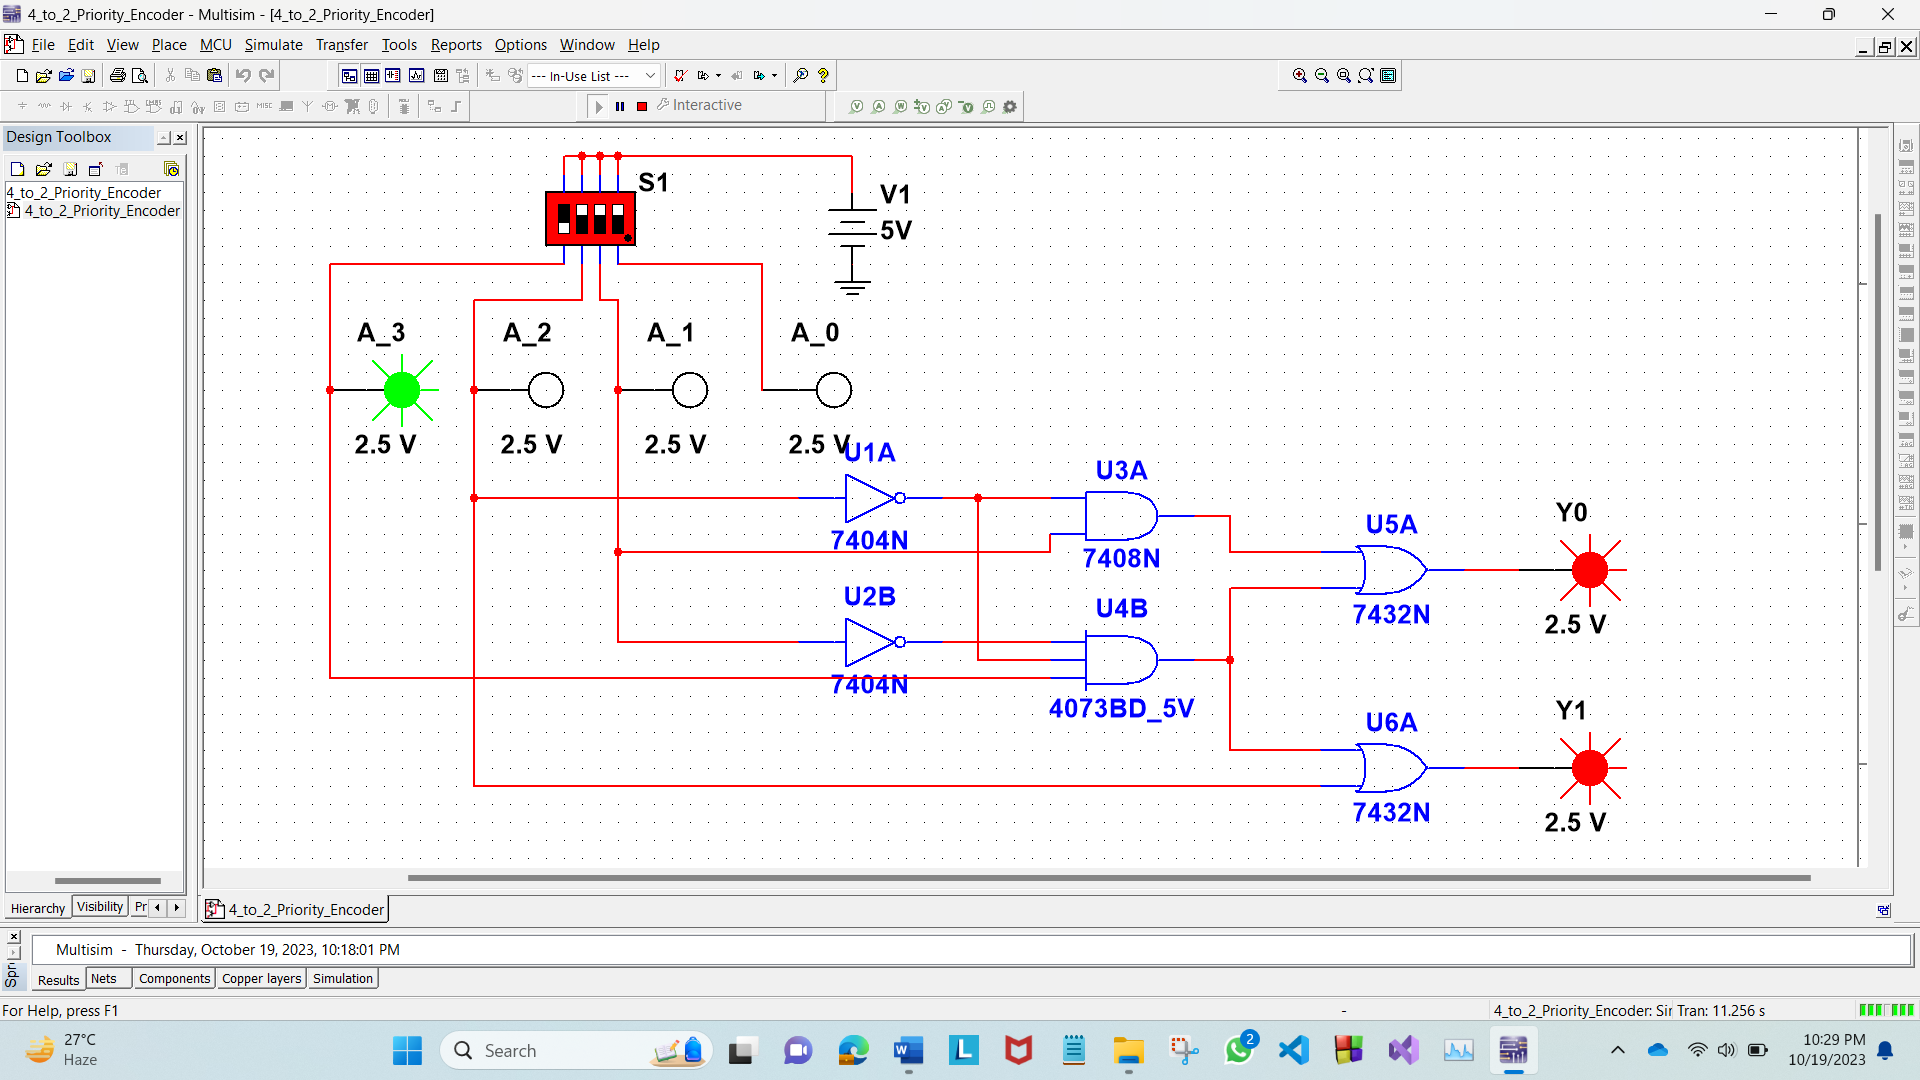 4_to_2_Priority_Encoder - Multisim - [4_to_2_Priority_Encoder]
File Edit View Place MCU Simulate Transfer Tools Reports Options Window Help
--- In-Use List ---
Interactive
Design Toolbox
4_to_2_Priority_Encoder
4_to_2_Priority_Encoder
S1
V1
5V
A_3 A_2 A_1 A_0
2.5 V 2.5 V 2.5 V 2.5 V
U1A
7404N
U3A
7408N
U2B
7404N
U4B
4073BD_5V
U5A
7432N
Y0
2.5 V
U6A
7432N
Y1
2.5 V
Hierarchy Visibility Pr
4_to_2_Priority_Encoder
Multisim - Thursday, October 19, 2023, 10:18:01 PM
Spr
Results Nets Components Copper layers Simulation
For Help, press F1
-
4_to_2_Priority_Encoder: Sir Tran: 11.256 s
27°C
Haze
Search
2
10:29 PM
10/19/2023